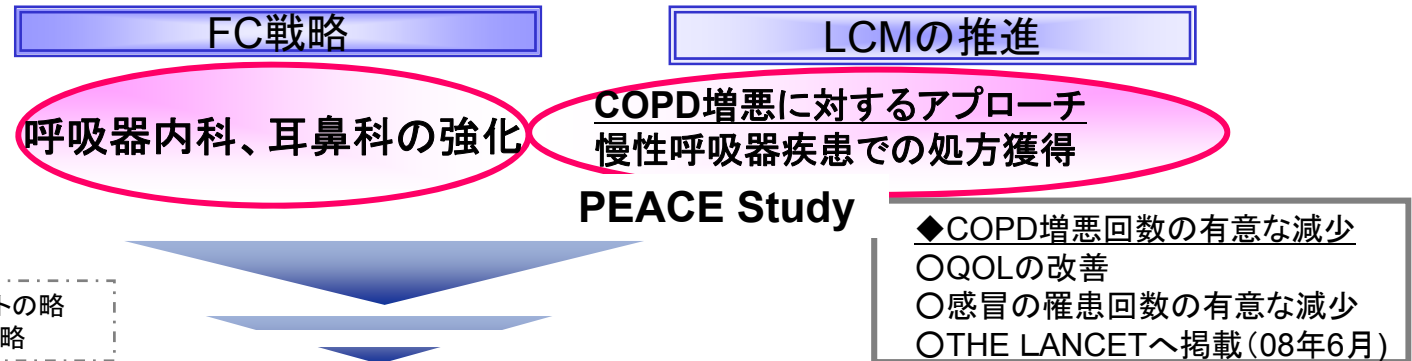 FC戦略
LCMの推進
呼吸器内科、耳鼻科の強化
COPD増悪に対するアプローチ
慢性呼吸器疾患での処方獲得
PEACE Study
◆COPD増悪回数の有意な減少
○QOLの改善
○感冒の罹患回数の有意な減少
○THE LANCETへ掲載（08年6月)
トの略
略